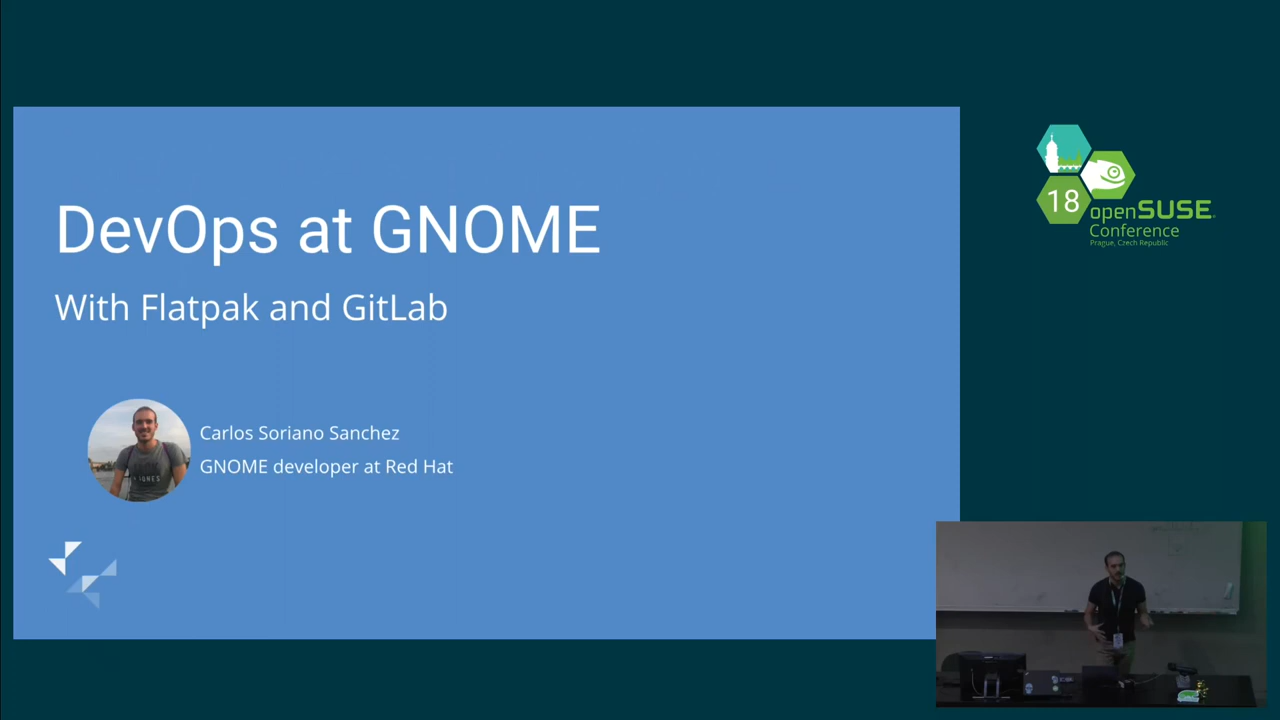 DevOps at GNOME
With Flatpak and GitLab
Carlos Soriano Sanchez
GNOME developer at Red Hat
18
openSUSE
Conference
Prague, Czech Republic